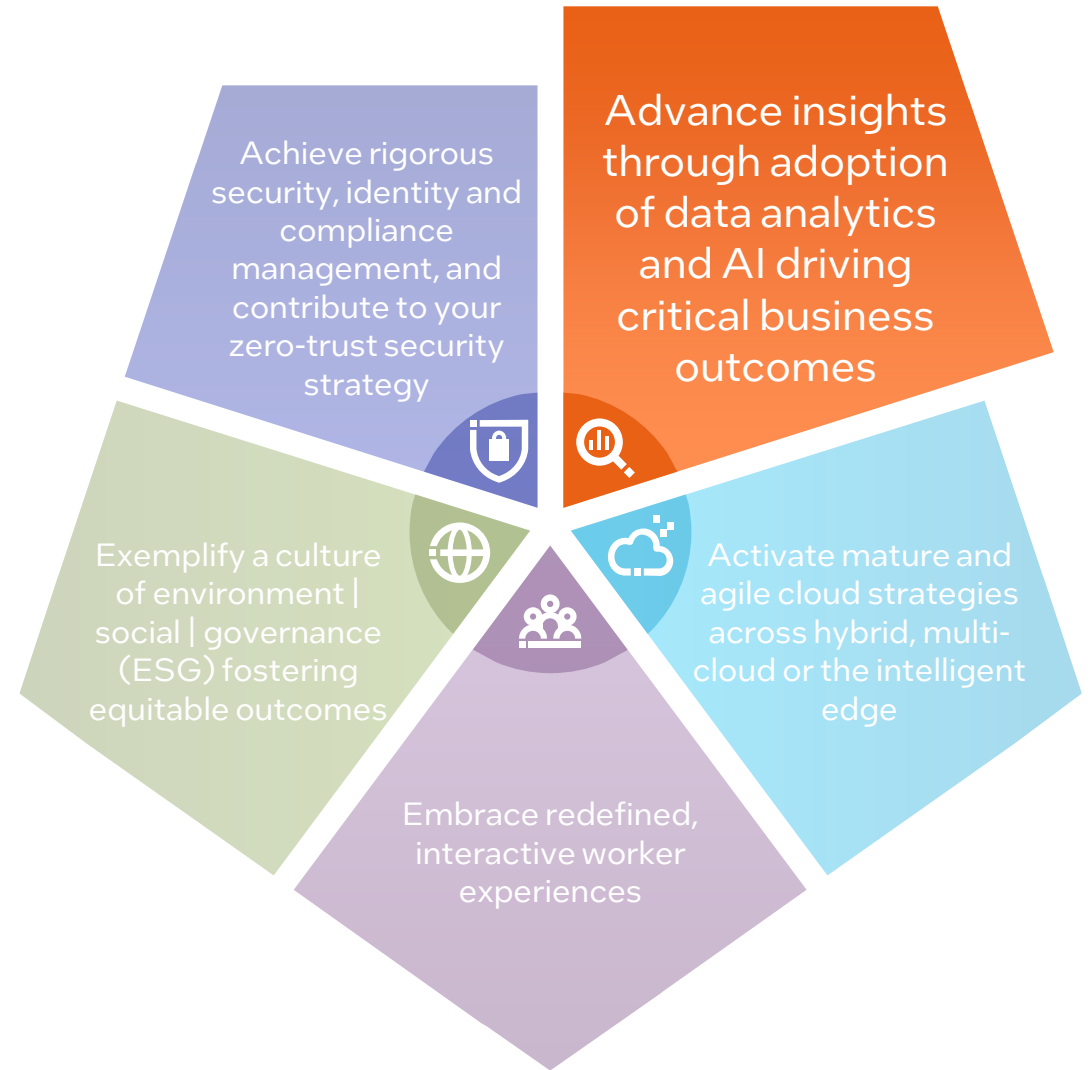 Achieve rigorous
security, identity and
compliance
management, and
contribute to your
zero-trust security
strategy
Advance insights
through adoption
of data analytics
and AI driving
critical business
outcomes
Exemplify a culture
of environment |
social | governance
(ESG) fostering
equitable outcomes
Activate mature and
agile cloud strategies
across hybrid, multi-
cloud or the intelligent
edge
Embrace redefined,
interactive worker
experiences